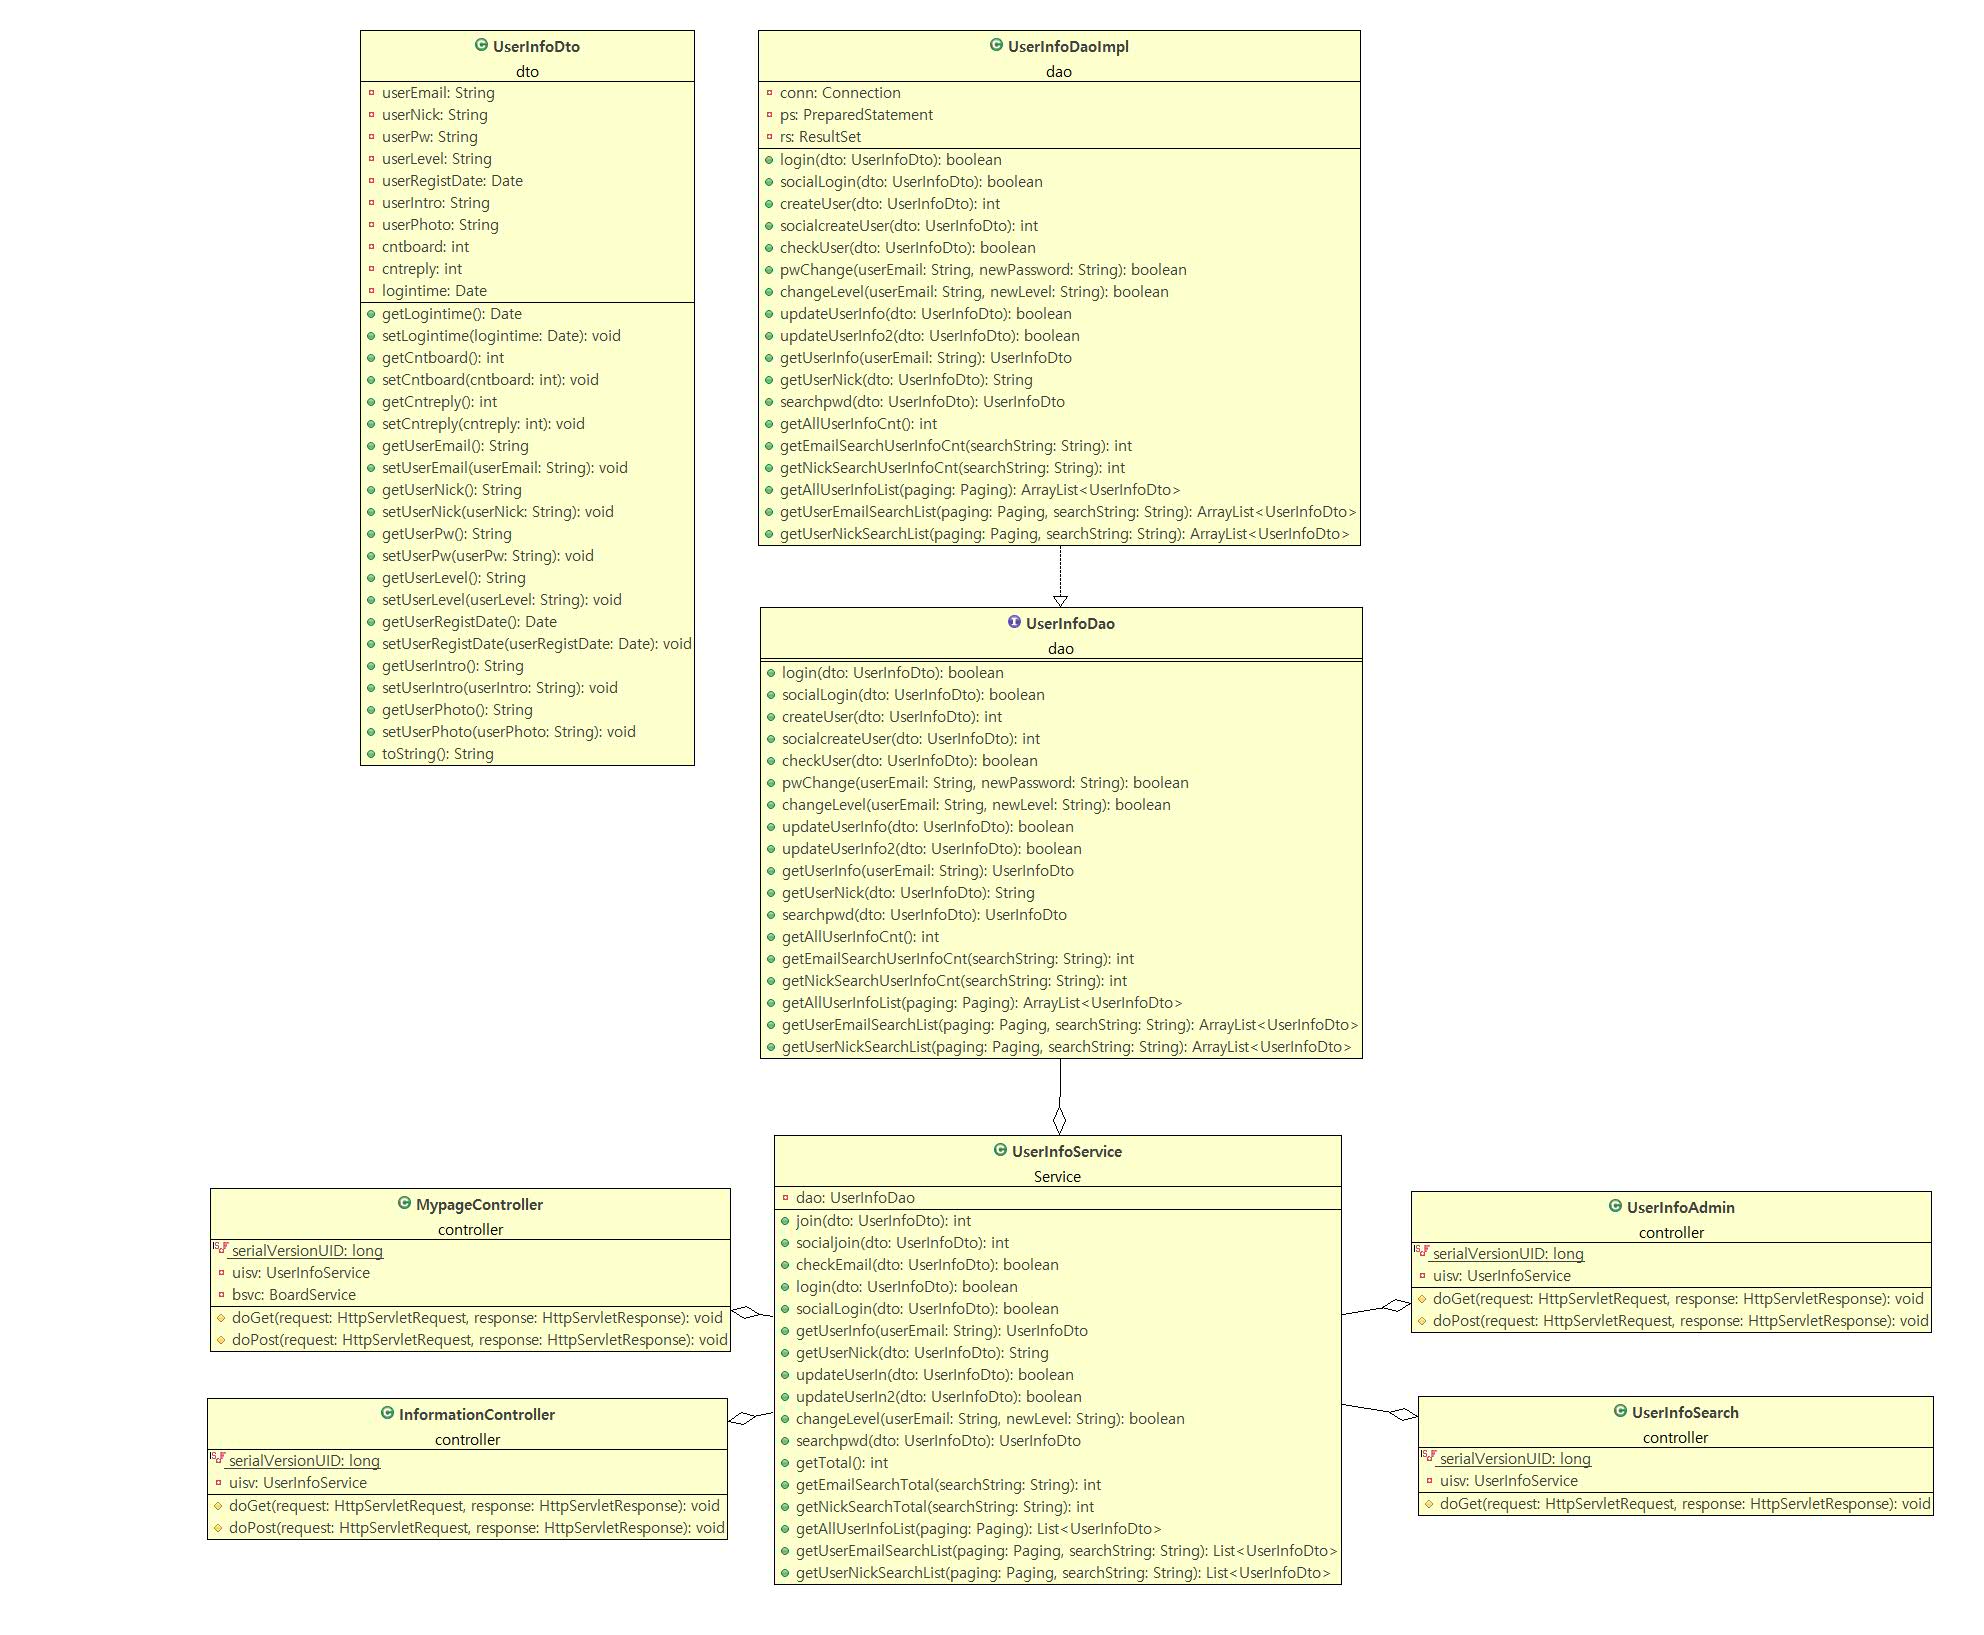 UserInfoDto
dto
userEmail: String
userNick: String
userPw: String
userLevel: String
userRegistDate: Date
userIntro: String
userPhoto: String
cntboard: int
cntreply: int
logintime: Date
getLogintime(): Date
setLogintime(logintime: Date): void
getCntboard(): int
setCntboard(cntboard: int): void
getCntreply(): int
setCntreply(cntreply: int): void
getUserEmail(): String
setUserEmail(userEmail: String): void
getUserNick(): String
setUserNick(userNick: String): void
getUserPw(): String
setUserPw(userPw: String): void
getUserLevel(): String
setUserLevel(userLevel: String): void
getUserRegistDate(): Date
setUserRegistDate(userRegistDate: Date): void
getUserIntro(): String
setUserIntro(userIntro: String): void
getUserPhoto(): String
setUserPhoto(userPhoto: String): void
toString(): String
UserInfoDaoImpl
dao
conn: Connection
ps: PreparedStatement
rs: ResultSet
login(dto: UserInfoDto): boolean
socialLogin(dto: UserInfoDto): boolean
createUser(dto: UserInfoDto): int
socialcreateUser(dto: UserInfoDto): int
checkUser(dto: UserInfoDto): boolean
pwChange(userEmail: String, newPassword: String): boolean
changeLevel(userEmail: String, newLevel: String): boolean
updateUserInfo(dto: UserInfoDto): boolean
updateUserInfo2(dto: UserInfoDto): boolean
getUserInfo(userEmail: String): UserInfoDto
getUserNick(dto: UserInfoDto): String
searchpwd(dto: UserInfoDto): UserInfoDto
getAllUserInfoCnt(): int
getEmailSearchUserInfoCnt(searchString: String): int
getNickSearchUserInfoCnt(searchString: String): int
getAllUserInfoList(paging: Paging): ArrayList<UserInfoDto>
getUserEmailSearchList(paging: Paging, searchString: String): ArrayList<UserInfoDto>
getUserNickSearchList(paging: Paging, searchString: String): ArrayList<UserInfoDto>
UserInfoDao
dao
login(dto: UserInfoDto): boolean
socialLogin(dto: UserInfoDto): boolean
createUser(dto: UserInfoDto): int
socialcreateUser(dto: UserInfoDto): int
checkUser(dto: UserInfoDto): boolean
pwChange(userEmail: String, newPassword: String): boolean
changeLevel(userEmail: String, newLevel: String): boolean
updateUserInfo(dto: UserInfoDto): boolean
updateUserInfo2(dto: UserInfoDto): boolean
getUserInfo(userEmail: String): UserInfoDto
getUserNick(dto: UserInfoDto): String
searchpwd(dto: UserInfoDto): UserInfoDto
getAllUserInfoCnt(): int
getEmailSearchUserInfoCnt(searchString: String): int
getNickSearchUserInfoCnt(searchString: String): int
getAllUserInfoList(paging: Paging): ArrayList<UserInfoDto>
getUserEmailSearchList(paging: Paging, searchString: String): ArrayList<UserInfoDto>
getUserNickSearchList(paging: Paging, searchString: String): ArrayList<UserInfoDto>
MypageController
controller
serialVersionUID: long
uisv: UserInfoService
bsvc: BoardService
doGet(request: HttpServletRequest, response: HttpServletResponse): void
doPost(request: HttpServletRequest, response: HttpServletResponse): void
InformationController
controller
serialVersionUID: long
uisv: UserInfoService
doGet(request: HttpServletRequest, response: HttpServletResponse): void
doPost(request: HttpServletRequest, response: HttpServletResponse): void
UserInfoService
Service
dao: UserInfoDao
join(dto: UserInfoDto): int
socialjoin(dto: UserInfoDto): int
checkEmail(dto: UserInfoDto): boolean
login(dto: UserInfoDto): boolean
socialLogin(dto: UserInfoDto): boolean
getUserInfo(userEmail: String): UserInfoDto
getUserNick(dto: UserInfoDto): String
updateUserIn(dto: UserInfoDto): boolean
updateUserIn2(dto: UserInfoDto): boolean
changeLevel(userEmail: String, newLevel: String): boolean
searchpwd(dto: UserInfoDto): UserInfoDto
getTotal(): int
getEmailSearchTotal(searchString: String): int
getNickSearchTotal(searchString: String): int
getAllUserInfoList(paging: Paging): List<UserInfoDto>
getUserEmailSearchList(paging: Paging, searchString: String): List<UserInfoDto>
getUserNickSearchList(paging: Paging, searchString: String): List<UserInfoDto>
UserInfoAdmin
controller
serialVersionUID: long
uisv: UserInfoService
doGet(request: HttpServletRequest, response: HttpServletResponse): void
doPost(request: HttpServletRequest, response: HttpServletResponse): void
UserInfoSearch
controller
serialVersionUID: long
uisv: UserInfoService
doGet(request: HttpServletRequest, response: HttpServletResponse): void